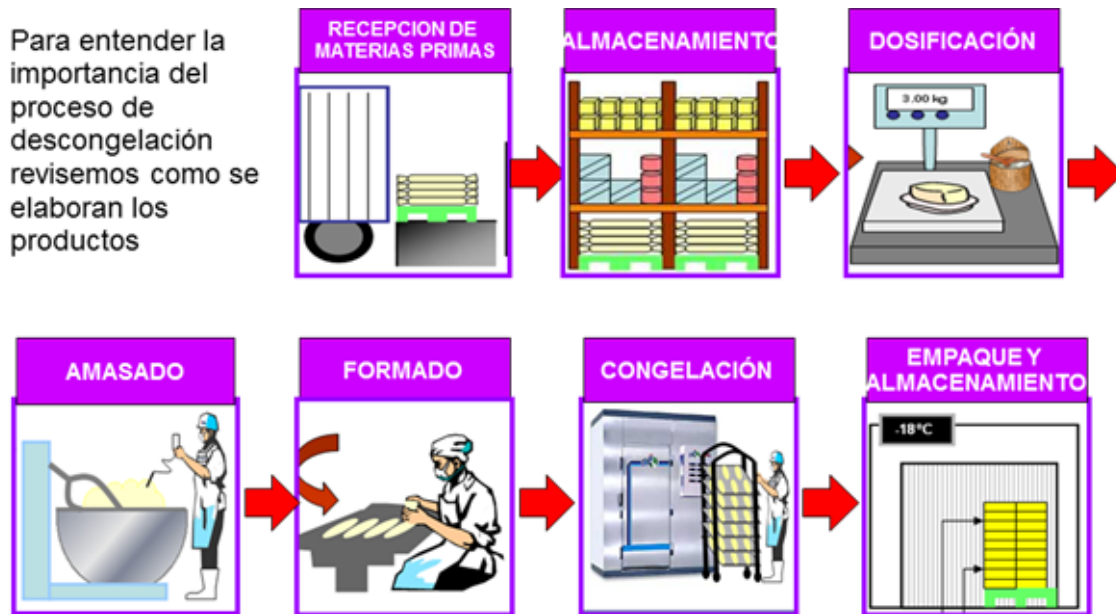 Para entender la
importancia del
proceso de
descongelación
revisemos como se
elaboran los
productos
RECEPCION DE
MATERIAS PRIMAS
ALMACENAMIENTO
DOSIFICACIÓN
3.00 kg
AMASADO
FORMADO
CONGELACIÓN
EMPAQUE Y
ALMACENAMIENTO
-18°C